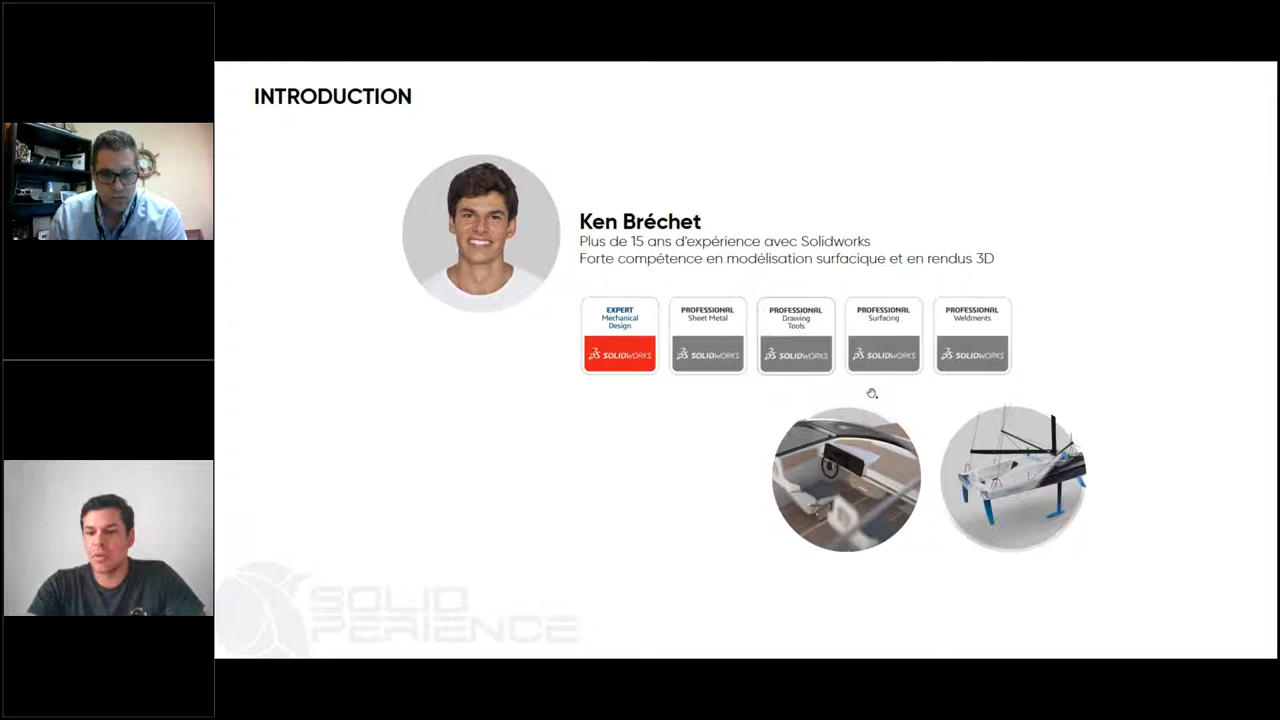 INTRODUCTION
Ken Bréchet
Plus de 15 ans d'expérience avec Solidworks
Forte compétence en modélisation surfacique et en rendus 3D
EXPERT
Mechanical
Design
SOLIDWORKS
PROFESSIONAL
Sheet Metal
SOLIDWORKS
PROFESSIONAL
Drawing
Tools
SOLIDWORKS
PROFESSIONAL
Surfacing
SOLIDWORKS
PROFESSIONAL
Weldments
SOLIDWORKS
SOLID
XPERIENCE